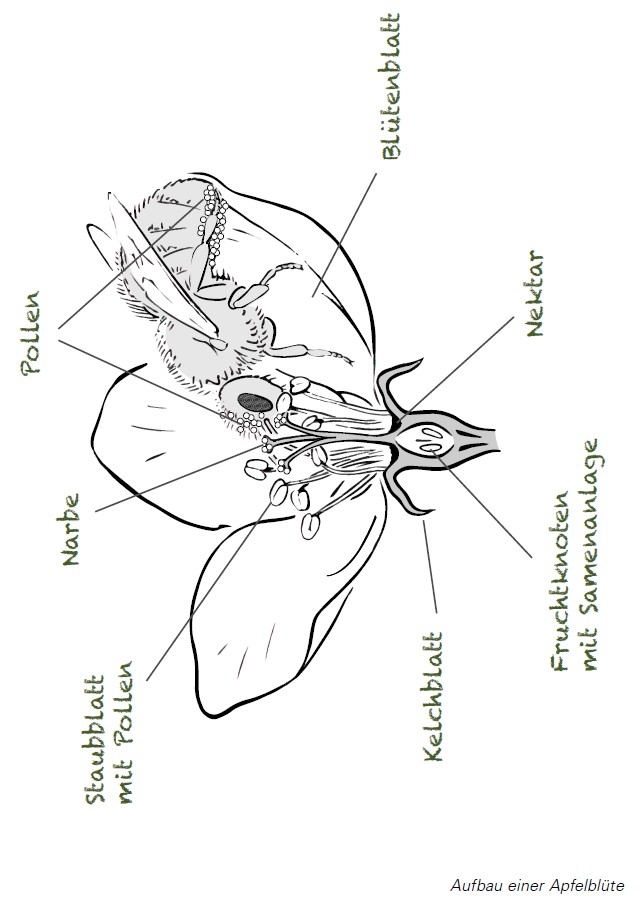 Pollen
Blütenblatt
Nektar
Narbe
Staubblatt
mit Pollen
Kelchblatt
Fruchtknoten
mit Samenanlage
Aufbau einer Apfelblüte